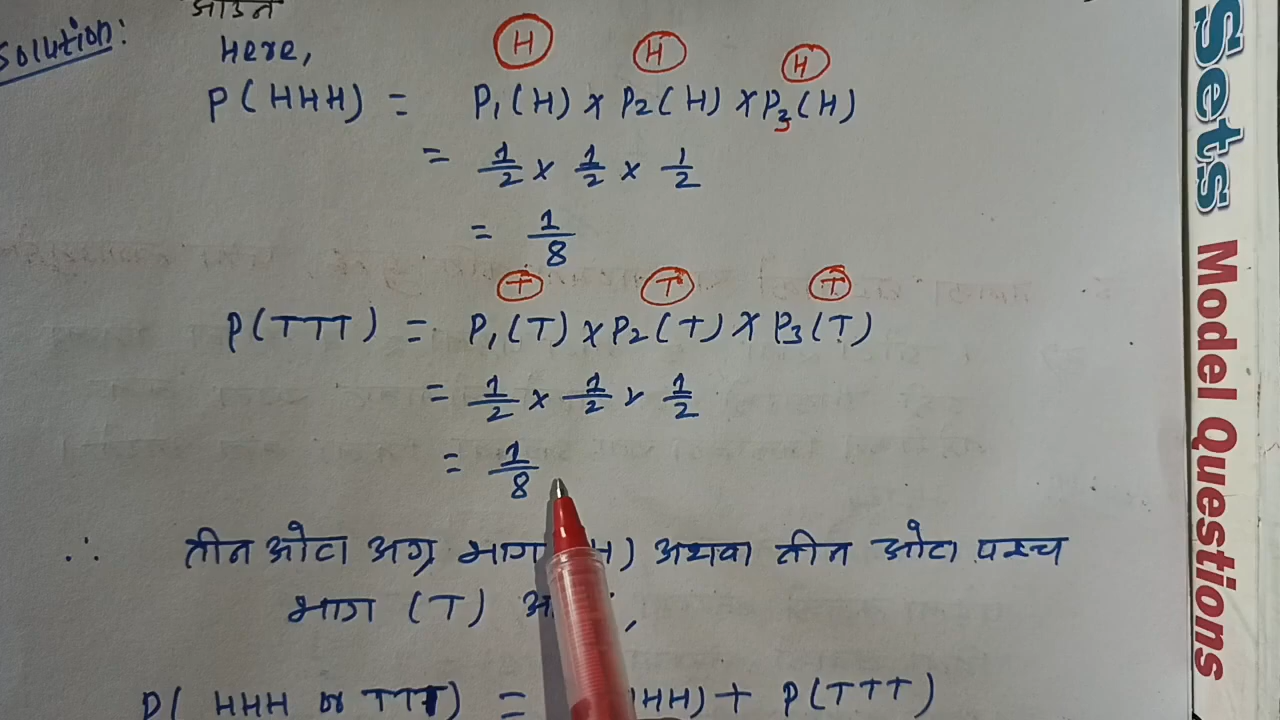 आउने
Solution:
Here,
H H H
P(HHH) = P₁(H) × P₂(H) × P₃(H)
= 1/2 × 1/2 × 1/2
= 1/8
T T T
P(TTT) = P₁(T) × P₂(T) × P₃(T)
= 1/2 × 1/2 × 1/2
= 1/8
∴ तीन ओटा अग्र भाग H) अथवा तीन ओटा पश्च
भाग (T)
P( HHH or TTT) = HH) + P(TTT)
Sets Model Questions